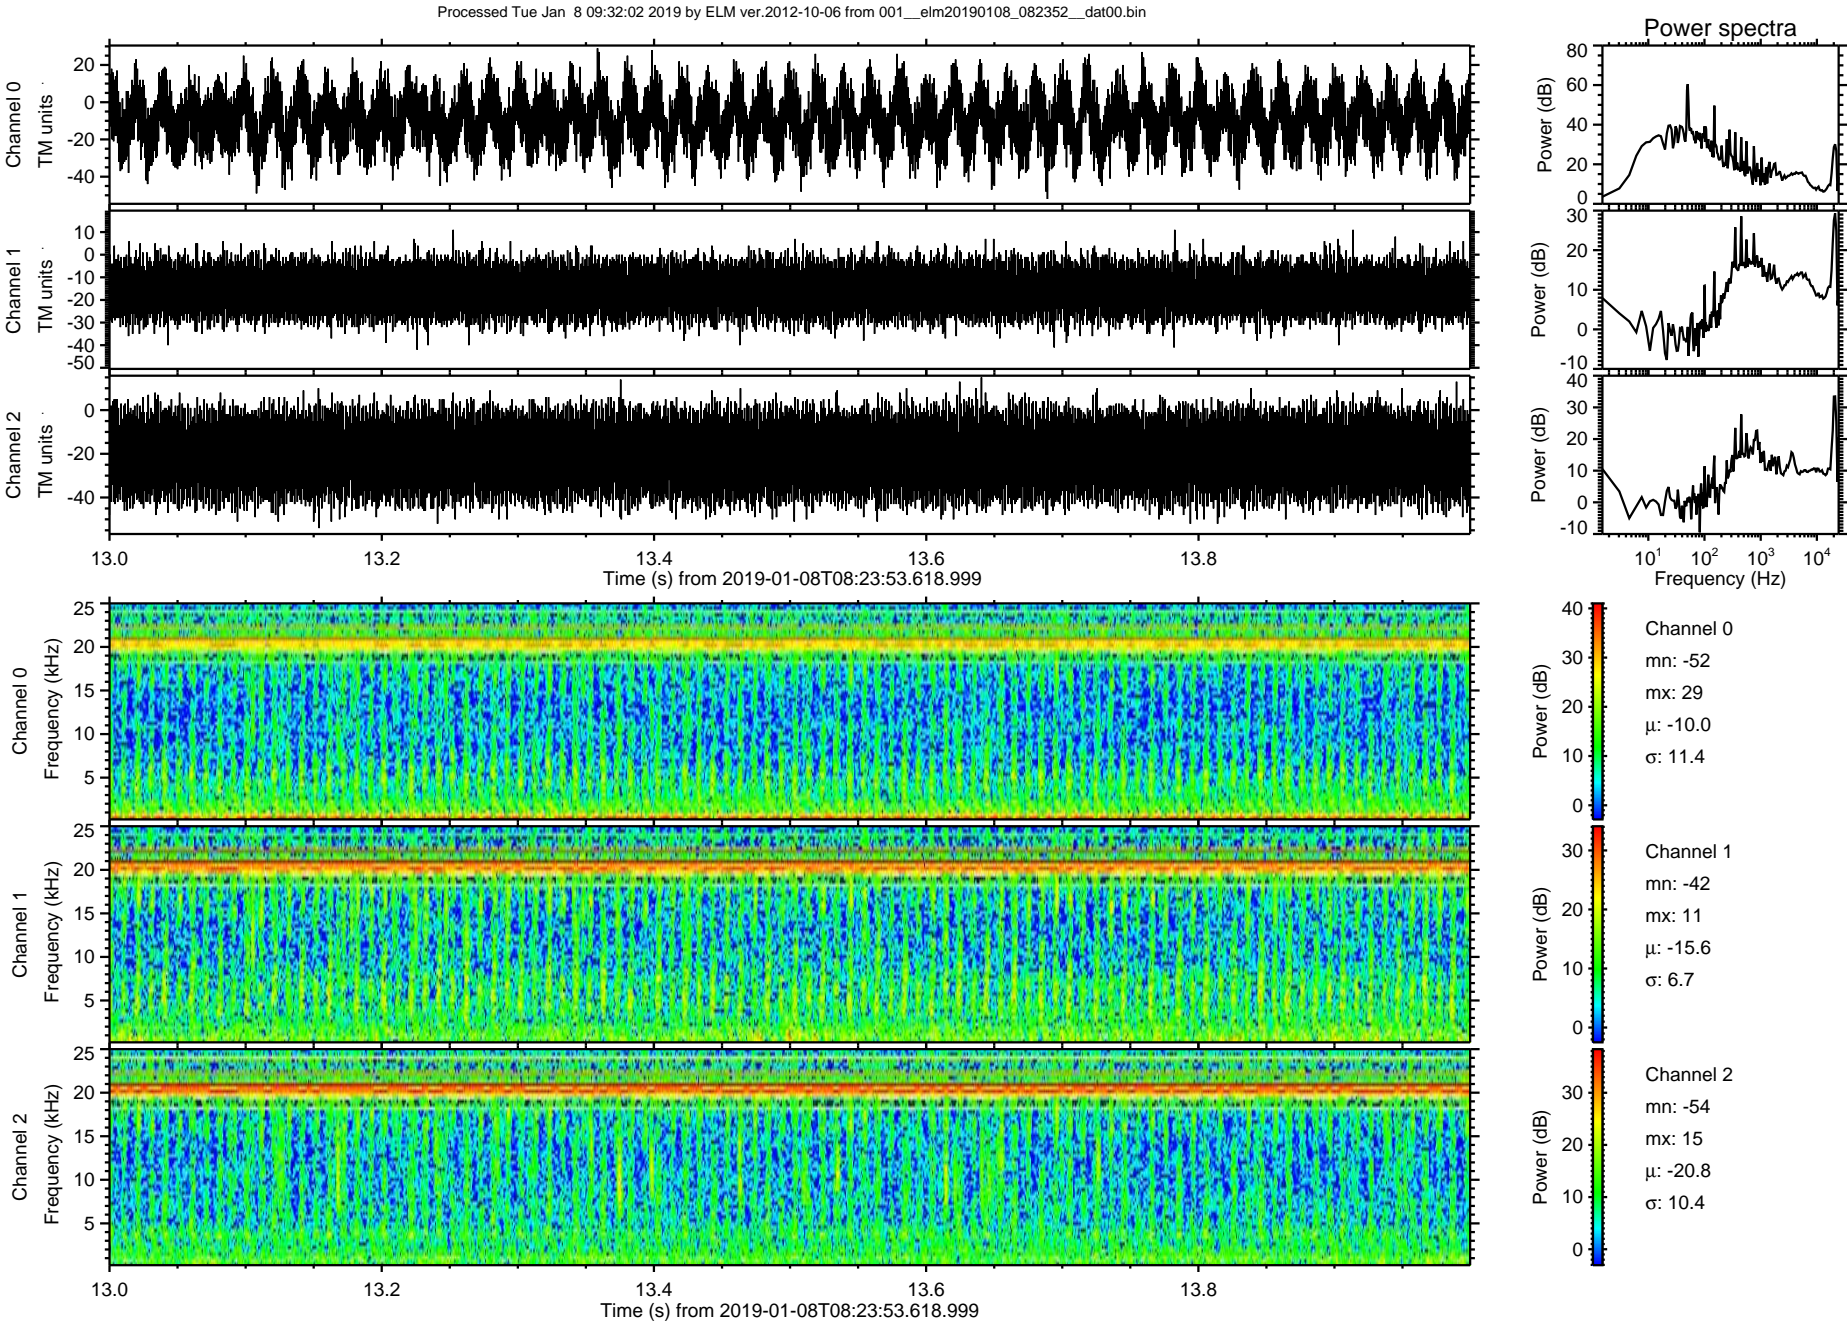 Processed Tue Jan  8 09:32:02 2019 by ELM ver.2012-10-06 from 001__elm20190108_082352__dat00.bin
Power spectra
Channel 0
TM units
20
0
-20
-40
Power (dB)
80
60
40
20
0
Channel 1
TM units
10
0
-10
-20
-30
-40
-50
Power (dB)
30
20
10
0
-10
Channel 2
TM units
0
-20
-40
Power (dB)
40
30
20
10
0
-10
13.0 13.2 13.4 13.6 13.8
Time (s) from 2019-01-08T08:23:53.618.999
10¹ 10² 10³ 10⁴
Frequency (Hz)
Channel 0
Frequency (kHz)
25
20
15
10
5
Power (dB)
40
30
20
10
0
Channel 0
mn: -52
mx: 29
μ: -10.0
σ: 11.4
Channel 1
Frequency (kHz)
25
20
15
10
5
Power (dB)
30
20
10
0
Channel 1
mn: -42
mx: 11
μ: -15.6
σ: 6.7
Channel 2
Frequency (kHz)
25
20
15
10
5
Power (dB)
30
20
10
0
Channel 2
mn: -54
mx: 15
μ: -20.8
σ: 10.4
13.0 13.2 13.4 13.6 13.8
Time (s) from 2019-01-08T08:23:53.618.999